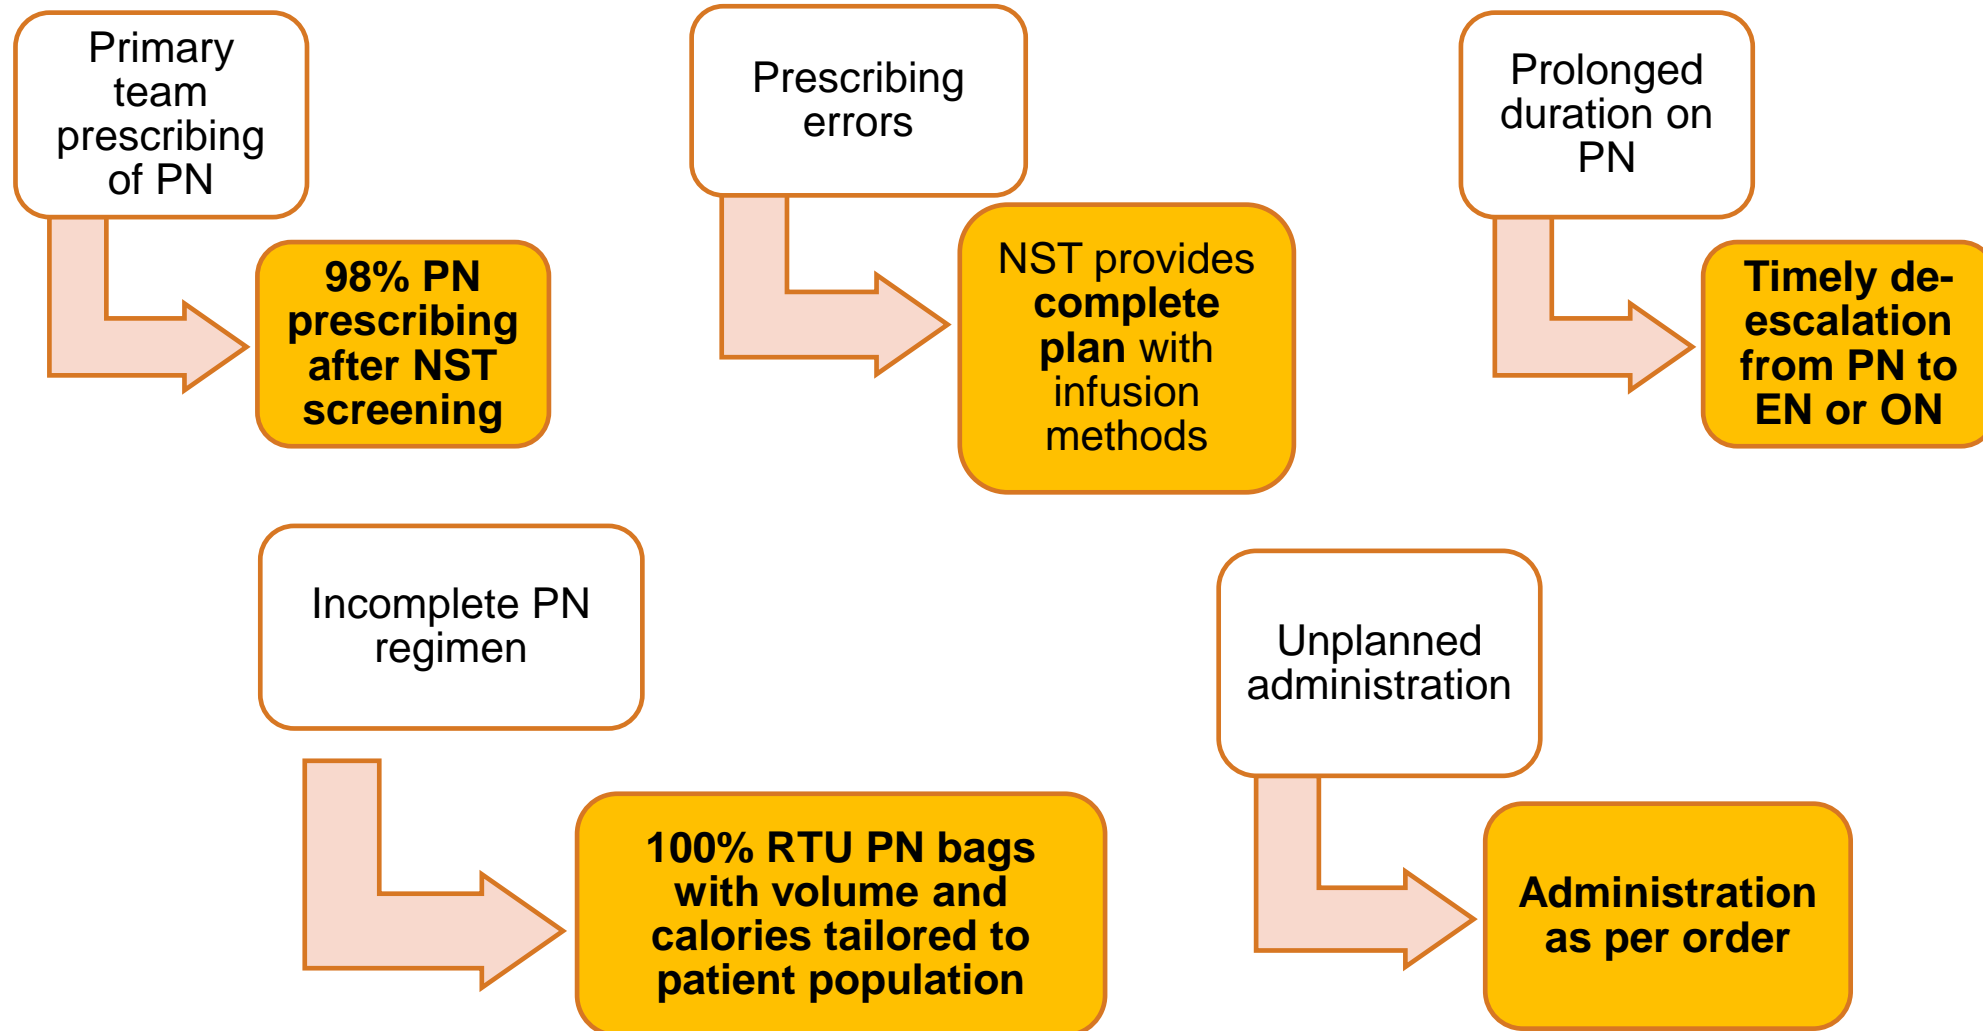 Primary
team
prescribing
of PN
98% PN
prescribing
after NST
screening
Prescribing
errors
NST provides
complete
plan with
infusion
methods
Prolonged
duration on
PN
Timely de-
escalation
from PN to
EN or ON
Incomplete PN
regimen
100% RTU PN bags
with volume and
calories tailored to
patient population
Unplanned
administration
Administration
as per order